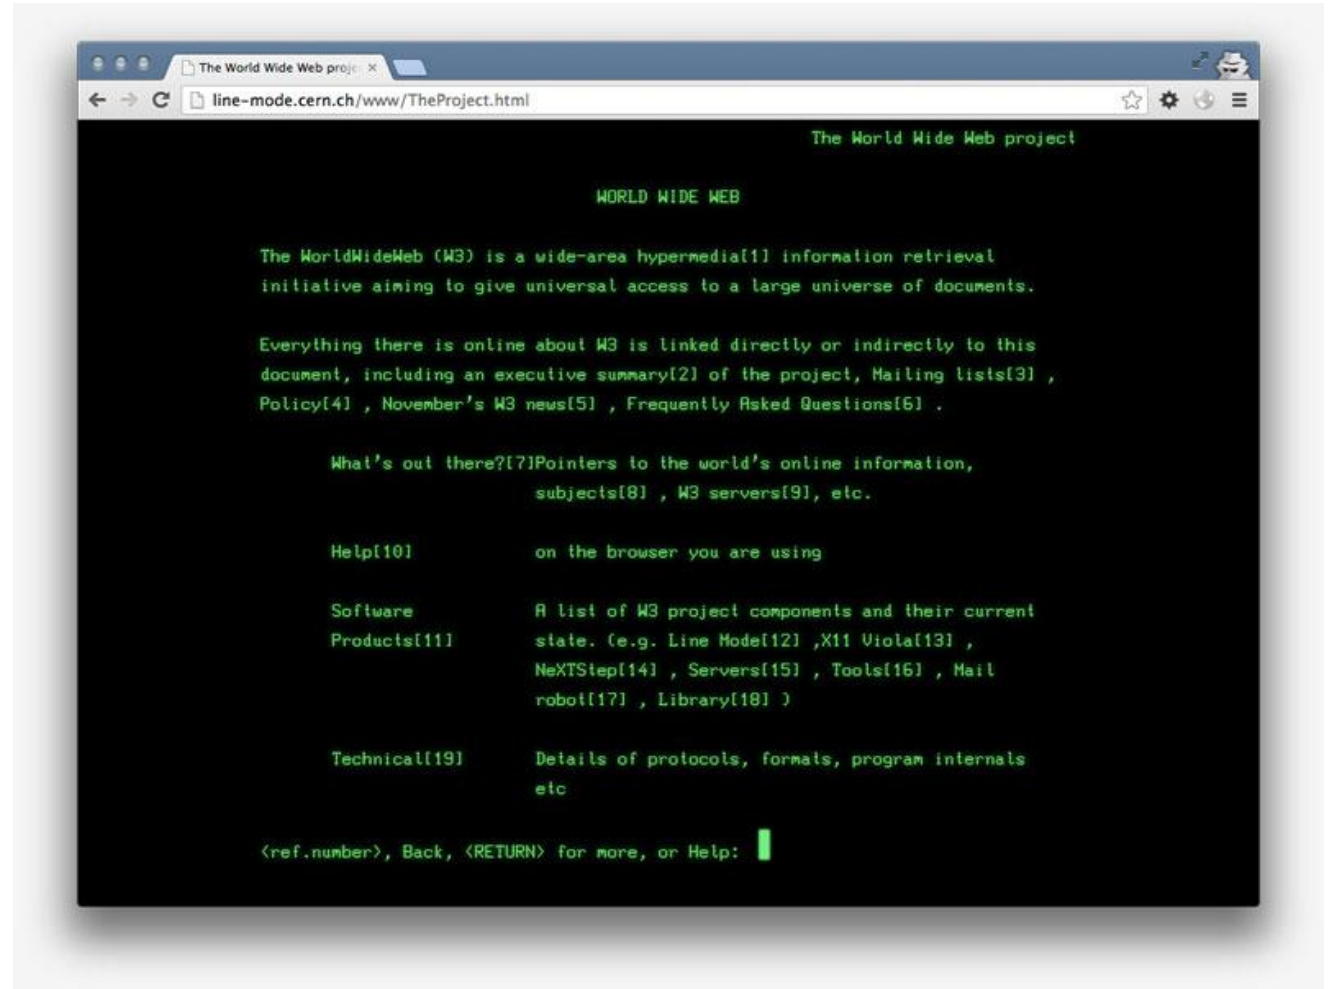 The World Wide Web proje
line-mode.cern.ch/www/TheProject.html
The World Wide Web project
WORLD WIDE WEB
The WorldWideWeb (W3) is a wide-area hypermedia[1] information retrieval
initiative aiming to give universal access to a large universe of documents.
Everything there is online about W3 is linked directly or indirectly to this
document, including an executive summary[2] of the project, Mailing lists[3] ,
Policy[4] , November's W3 news[5] , Frequently Asked Questions[6] .
What's out there?[7]Pointers to the world's online information,
subjects[8] , W3 servers[9], etc.
Help[10] on the browser you are using
Software A list of W3 project components and their current
Products[11] state. (e.g. Line Mode[12] ,X11 Viola[13] ,
NeXTStep[14] , Servers[15] , Tools[16] , Mail
robot[17] , Library[18] )
Technical[19] Details of protocols, formats, program internals
etc
<ref.number>, Back, <RETURN> for more, or Help: